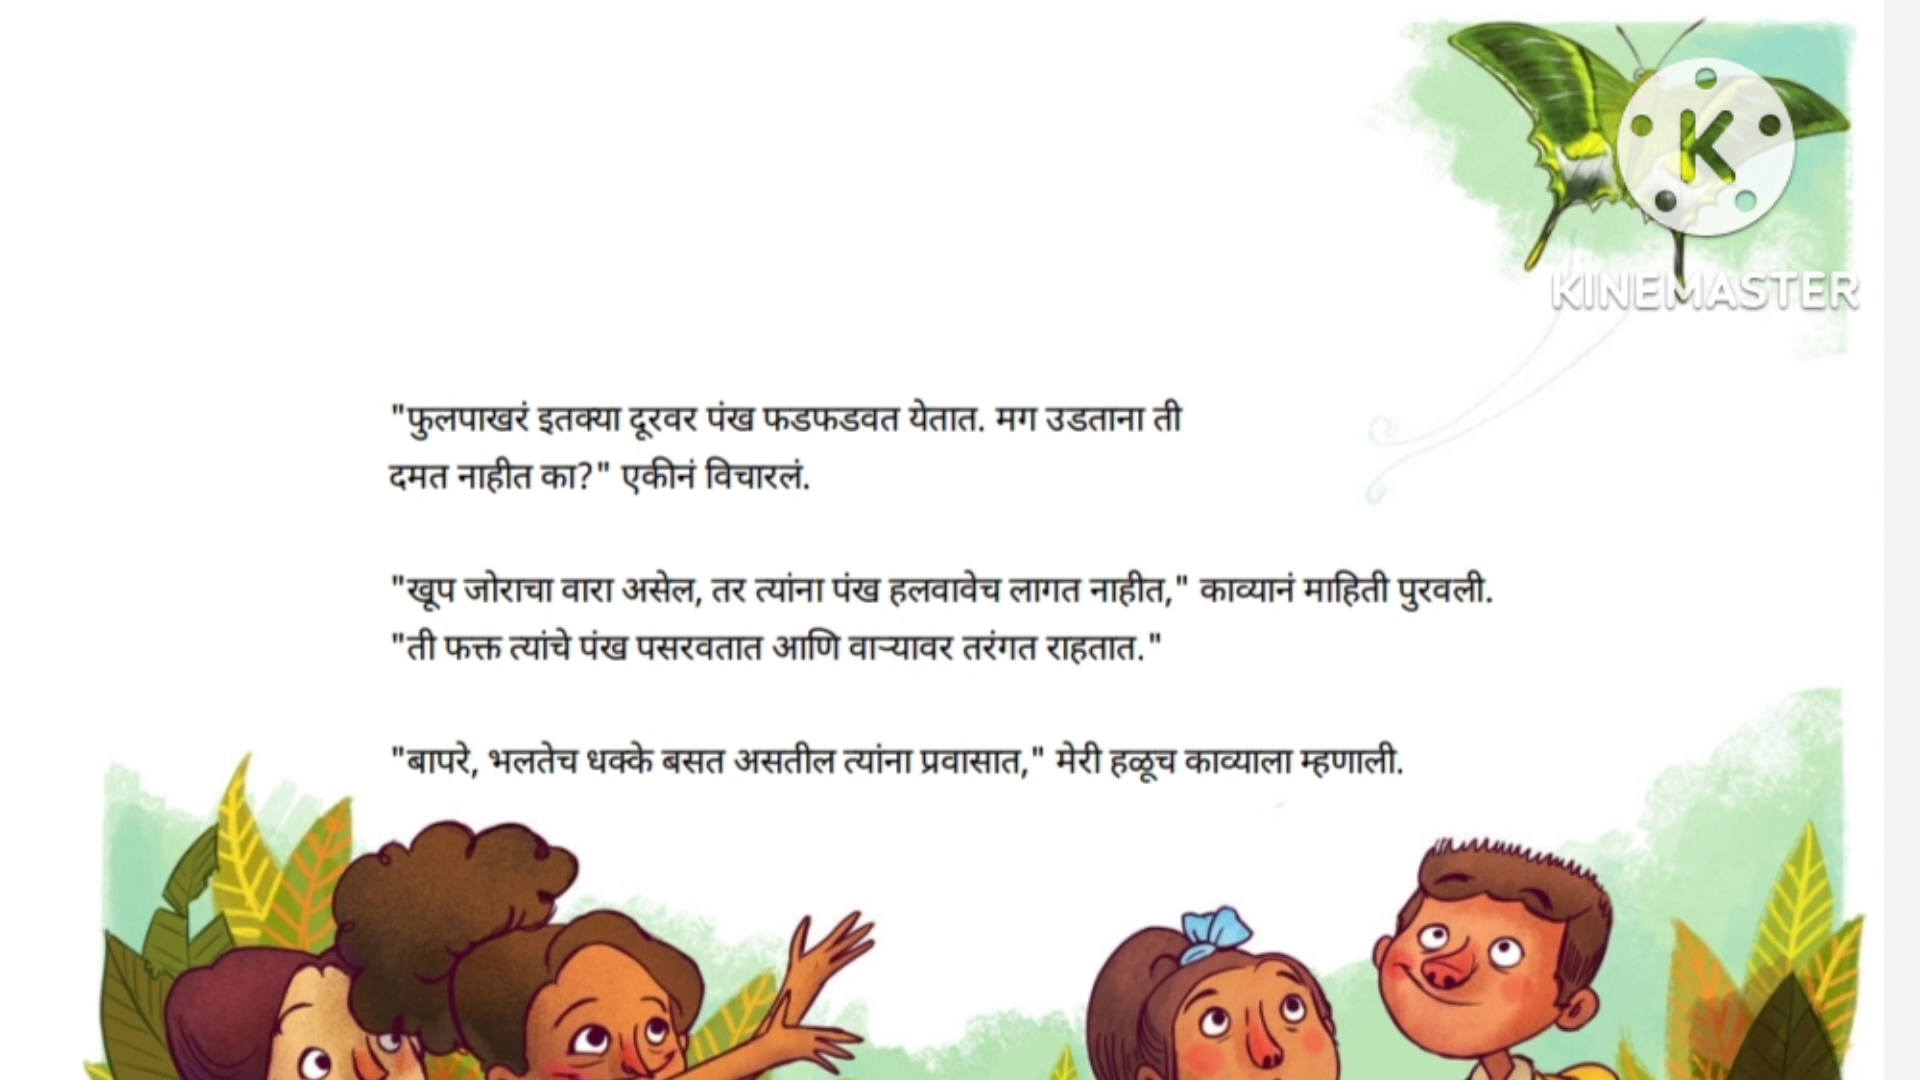 K
KINEMASTER
"फुलपाखरं इतक्या दूरवर पंख फडफडवत येतात. मग उडताना ती
दमत नाहीत का?" एकीनं विचारलं.
"खूप जोराचा वारा असेल, तर त्यांना पंख हलवावेच लागत नाहीत," काव्यानं माहिती पुरवली.
"ती फक्त त्यांचे पंख पसरवतात आणि वाऱ्यावर तरंगत राहतात."
"बापरे, भलतेच धक्के बसत असतील त्यांना प्रवासात," मेरी हळूच काव्याला म्हणाली.